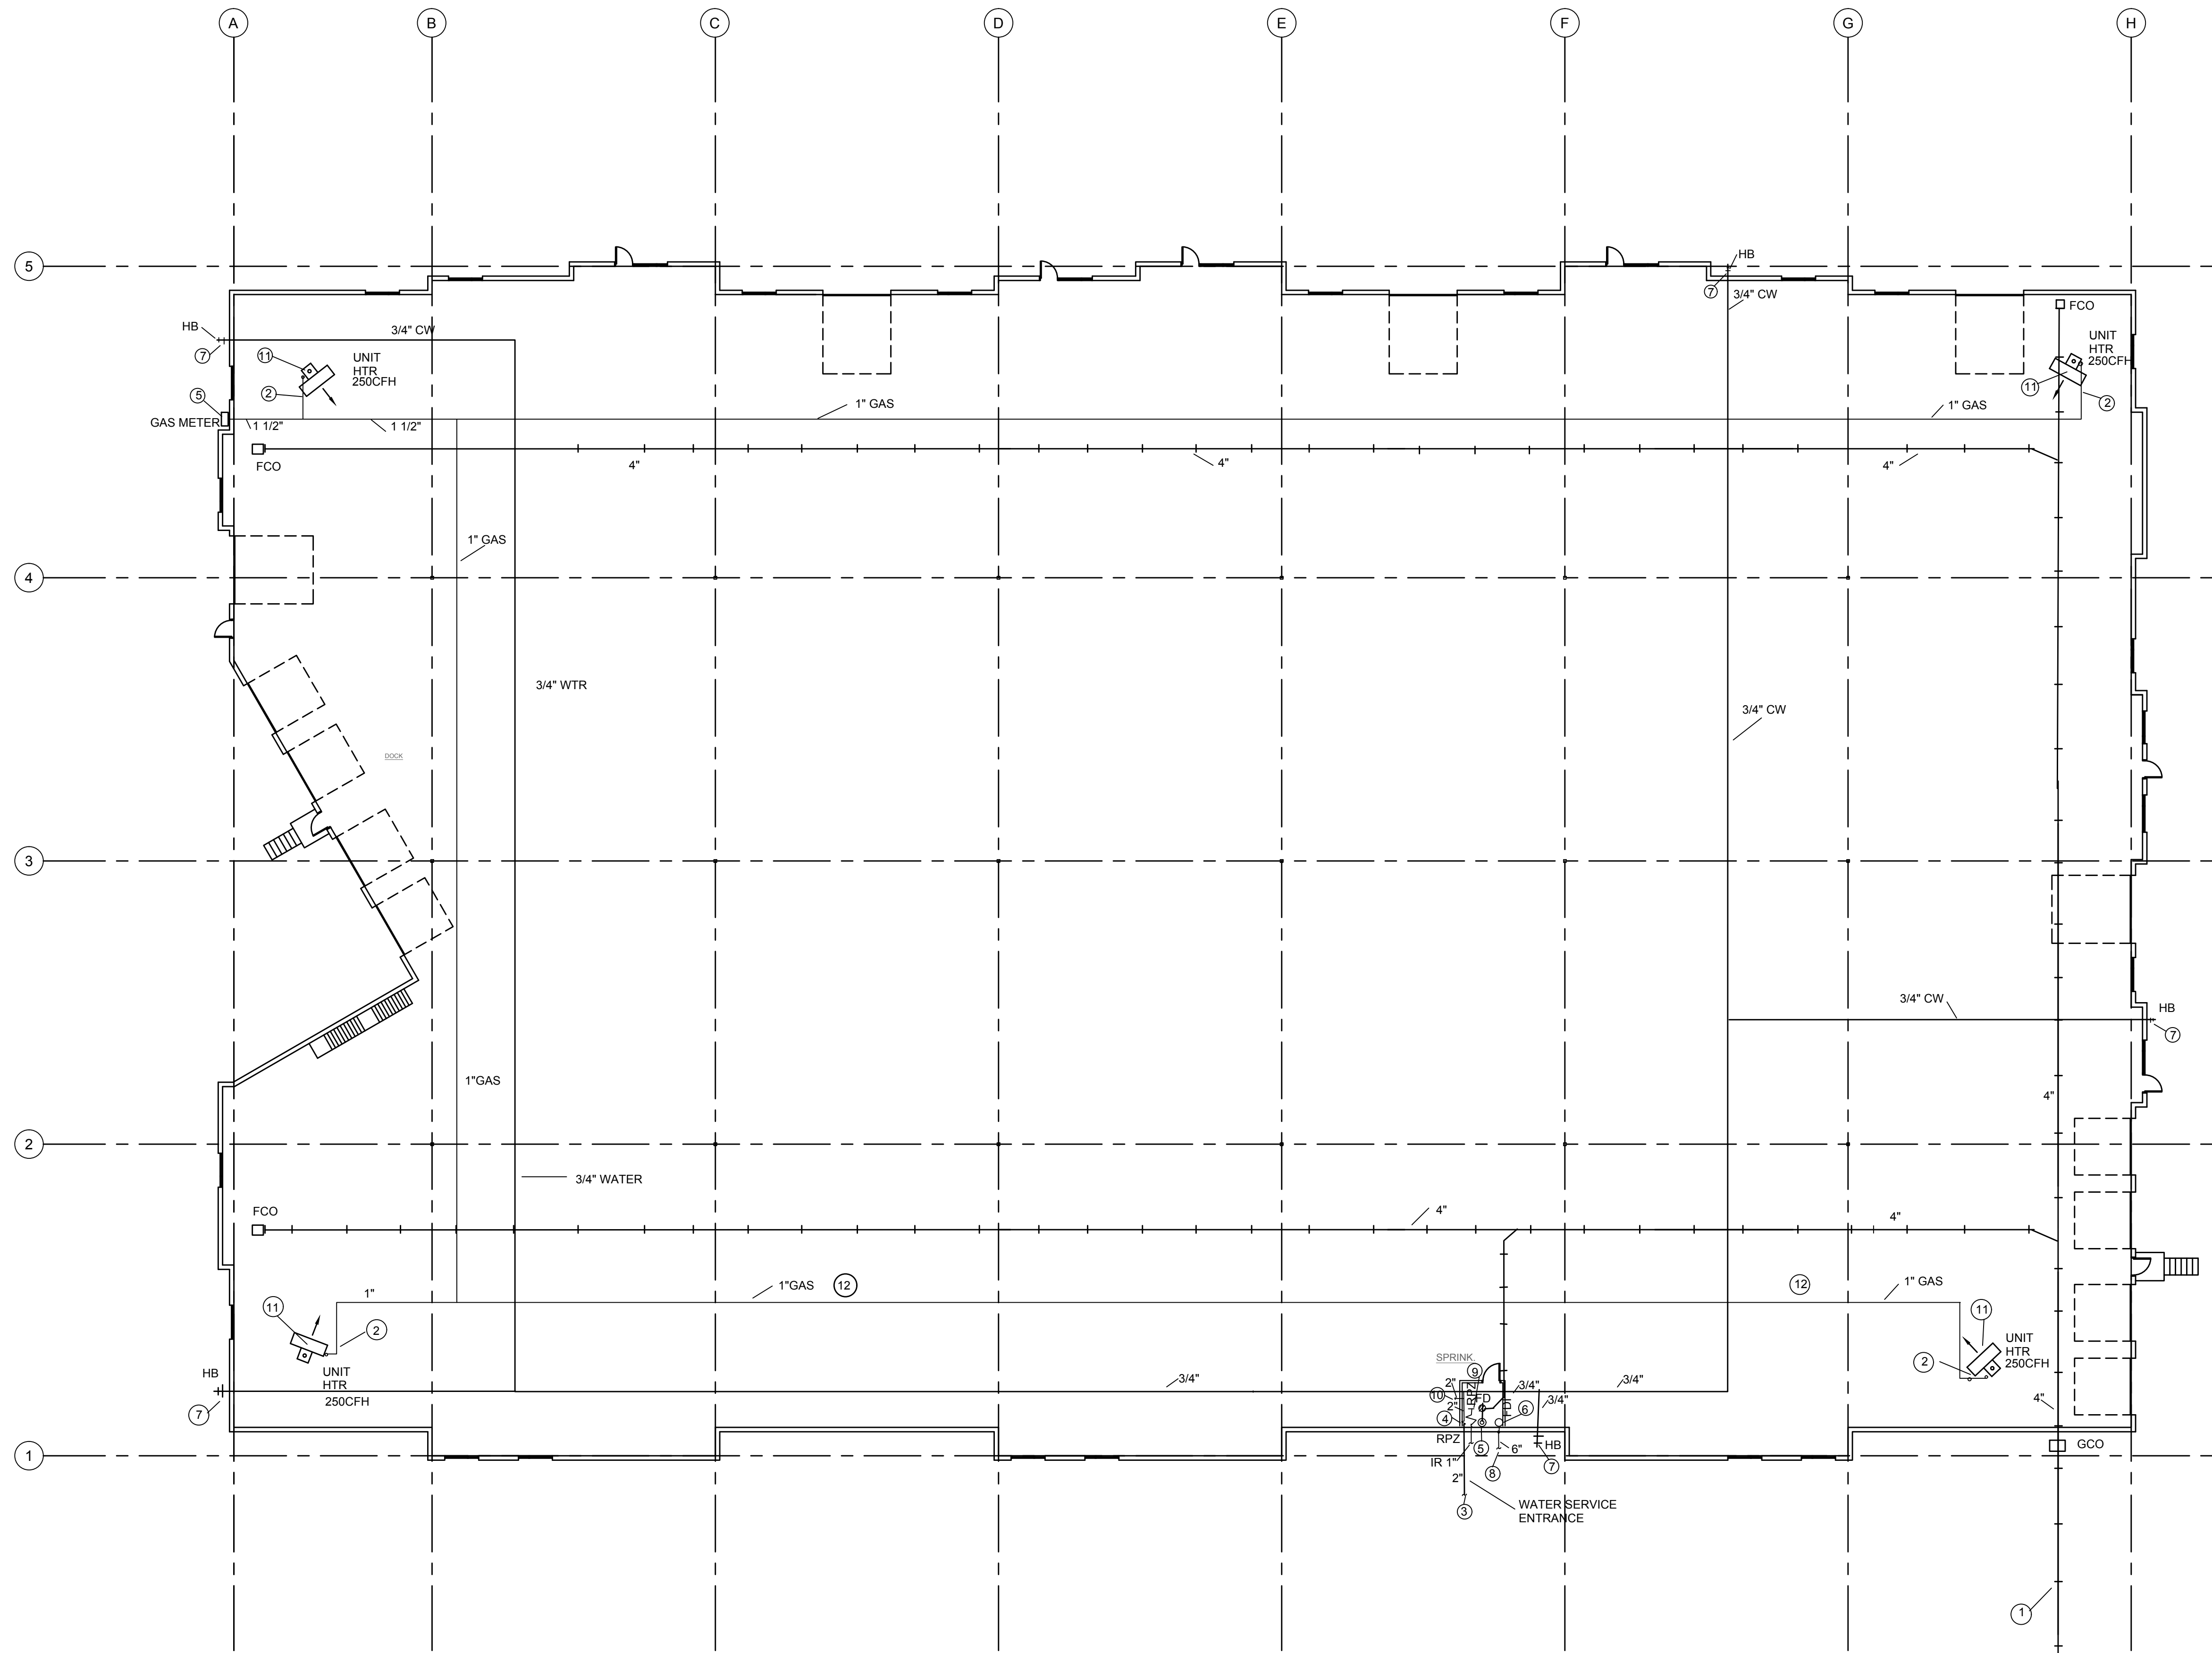 A
B
C
D
E
F
G
H
5
HB
7
3/4" CW
HB
7
3/4" CW
11
UNIT
HTR
250CFH
2
5
GAS METER
1 1/2"
1 1/2"
1" GAS
1" GAS
FCO
UNIT
HTR
250CFH
11
2
FCO
4"
4"
4"
1" GAS
4
3/4" WTR
3/4" CW
DOCK
3
3/4" CW
HB
7
1"GAS
4"
2
3/4" WATER
FCO
4"
4"
1"GAS
12
12
1" GAS
1"
11
2
11
UNIT
HTR
250CFH
2
HB
7
UNIT
HTR
250CFH
SPRINK.
9
3/4"
2"
10
RPZ
FD
3/4"
3/4"
3/4"
2"
4
6
4"
1
RPZ
5
6"
HB
7
GCO
IR 1"
8
2"
3
WATER SERVICE
ENTRANCE
1